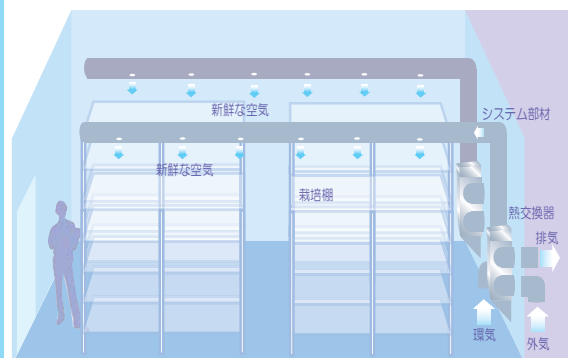 新鮮な空気
システム部材
新鮮な空気
栽培棚
熱交換器
排気
環気
外気